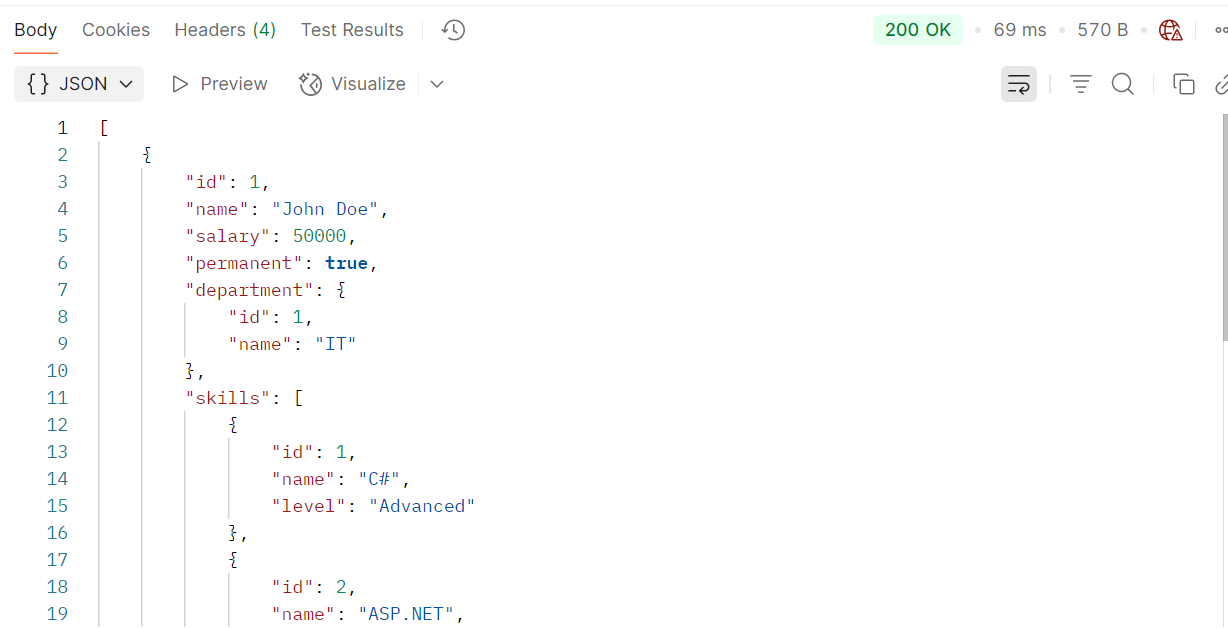 Body Cookies Headers (4) Test Results 200 OK • 69 ms • 570 B •
{} JSON Preview Visualize
1 [
2 {
3 "id": 1,
4 "name": "John Doe",
5 "salary": 50000,
6 "permanent": true,
7 "department": {
8 "id": 1,
9 "name": "IT"
10 },
11 "skills": [
12 {
13 "id": 1,
14 "name": "C#",
15 "level": "Advanced"
16 },
17 {
18 "id": 2,
19 "name": "ASP.NET",